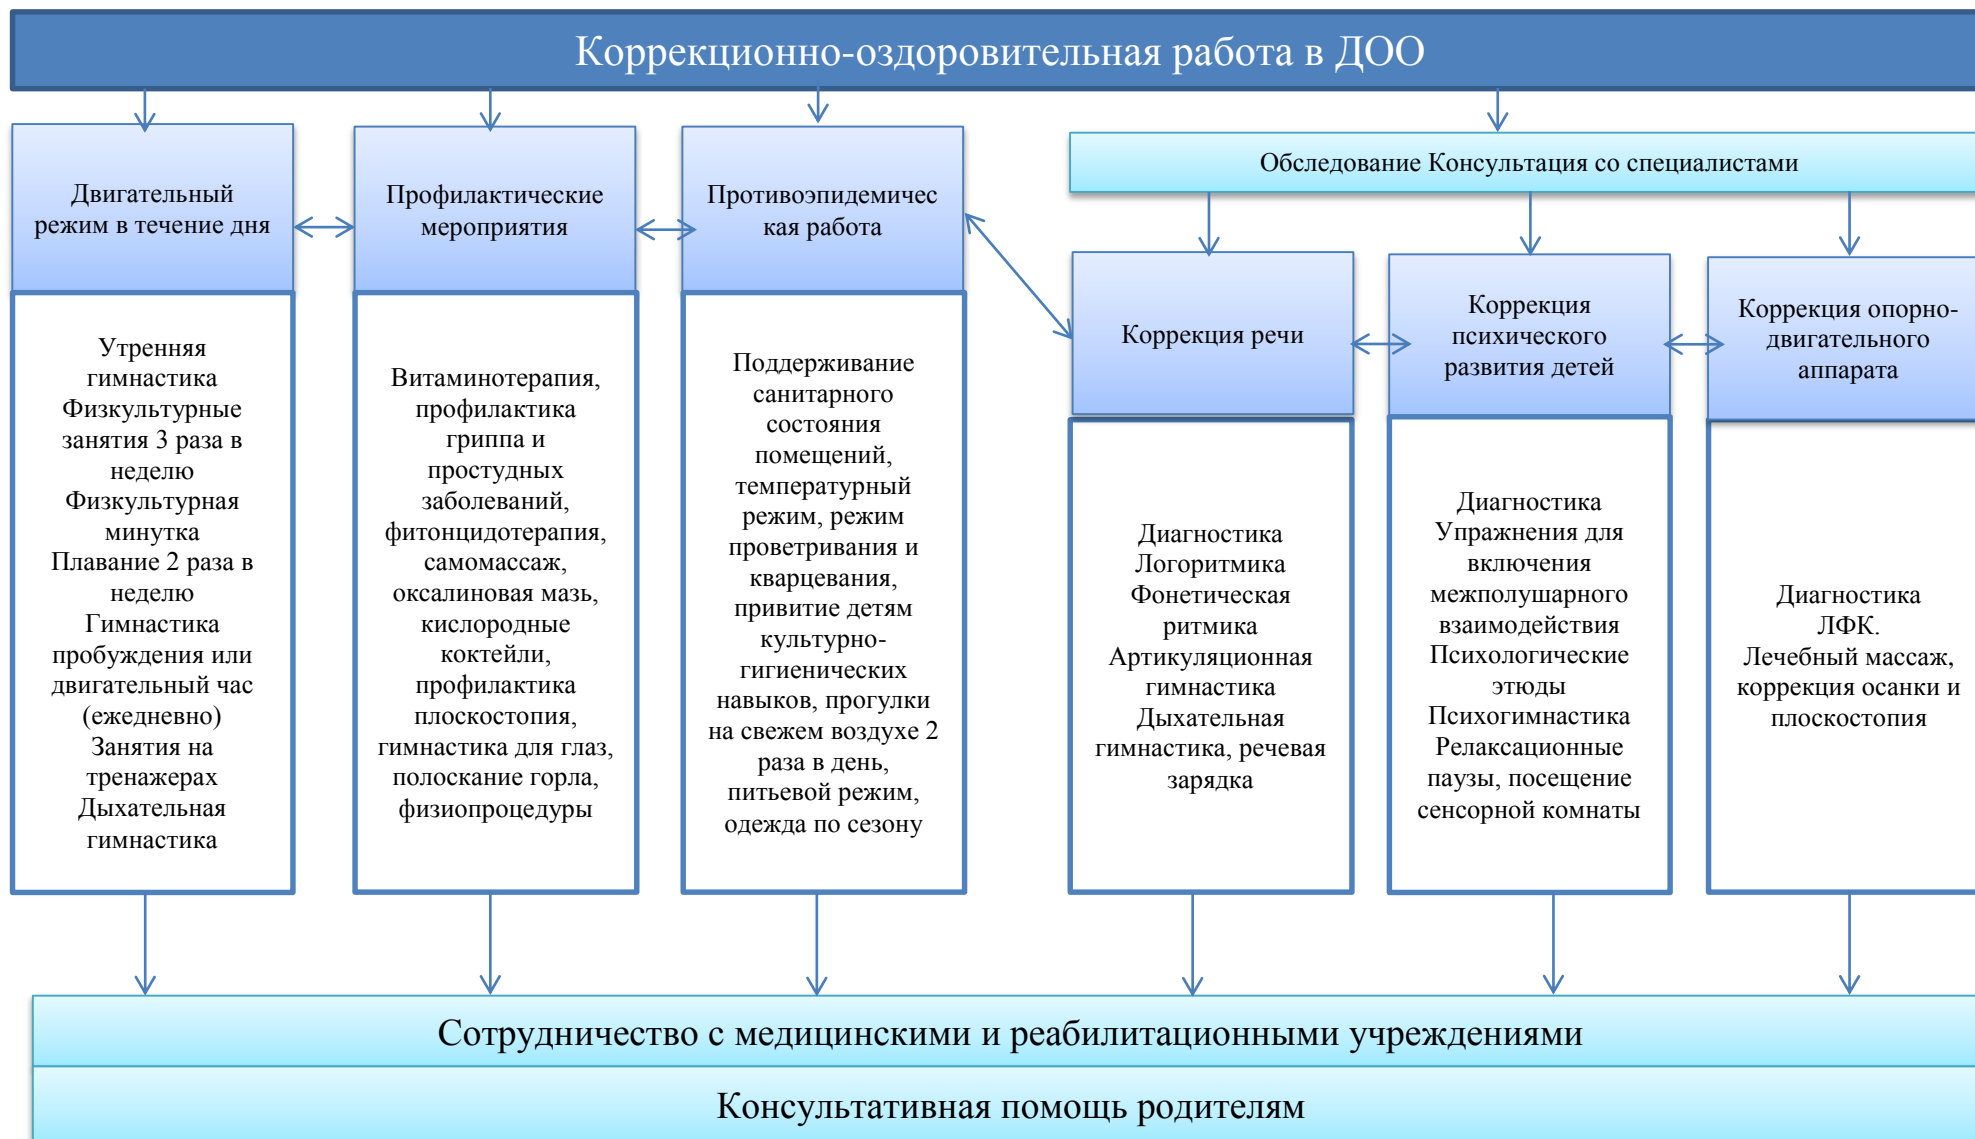 Коррекционно-оздоровительная работа в ДОО
Двигательный
режим в течение дня
Профилактические
мероприятия
Противоэпидемичес
кая работа
Обследование Консультация со специалистами
Коррекция речи
Коррекция
психического
развития детей
Коррекция опорно-
двигательного
аппарата
Утренняя
гимнастика
Физкультурные
занятия 3 раза в
неделю
Физкультурная
минутка
Плавание 2 раза в
неделю
Гимнастика
пробуждения или
двигательный час
(ежедневно)
Занятия на
тренажерах
Дыхательная
гимнастика
Витаминотерапия,
профилактика
гриппа и
простудных
заболеваний,
фитонцидотерапия,
самомассаж,
оксалиновая мазь,
кислородные
коктейли,
профилактика
плоскостопия,
гимнастика для глаз,
полоскание горла,
физиопроцедуры
Поддерживание
санитарного
состояния
помещений,
температурный
режим, режим
проветривания и
кварцевания,
привитие детям
культурно-
гигиенических
навыков, прогулки
на свежем воздухе 2
раза в день,
питьевой режим,
одежда по сезону
Диагностика
Логоритмика
Фонетическая
ритмика
Артикуляционная
гимнастика
Дыхательная
гимнастика, речевая
зарядка
Диагностика
Упражнения для
включения
межполушарного
взаимодействия
Психологические
этюды
Психогимнастика
Релаксационные
паузы, посещение
сенсорной комнаты
Диагностика
ЛФК.
Лечебный массаж,
коррекция осанки и
плоскостопия
Сотрудничество с медицинскими и реабилитационными учреждениями
Консультативная помощь родителям